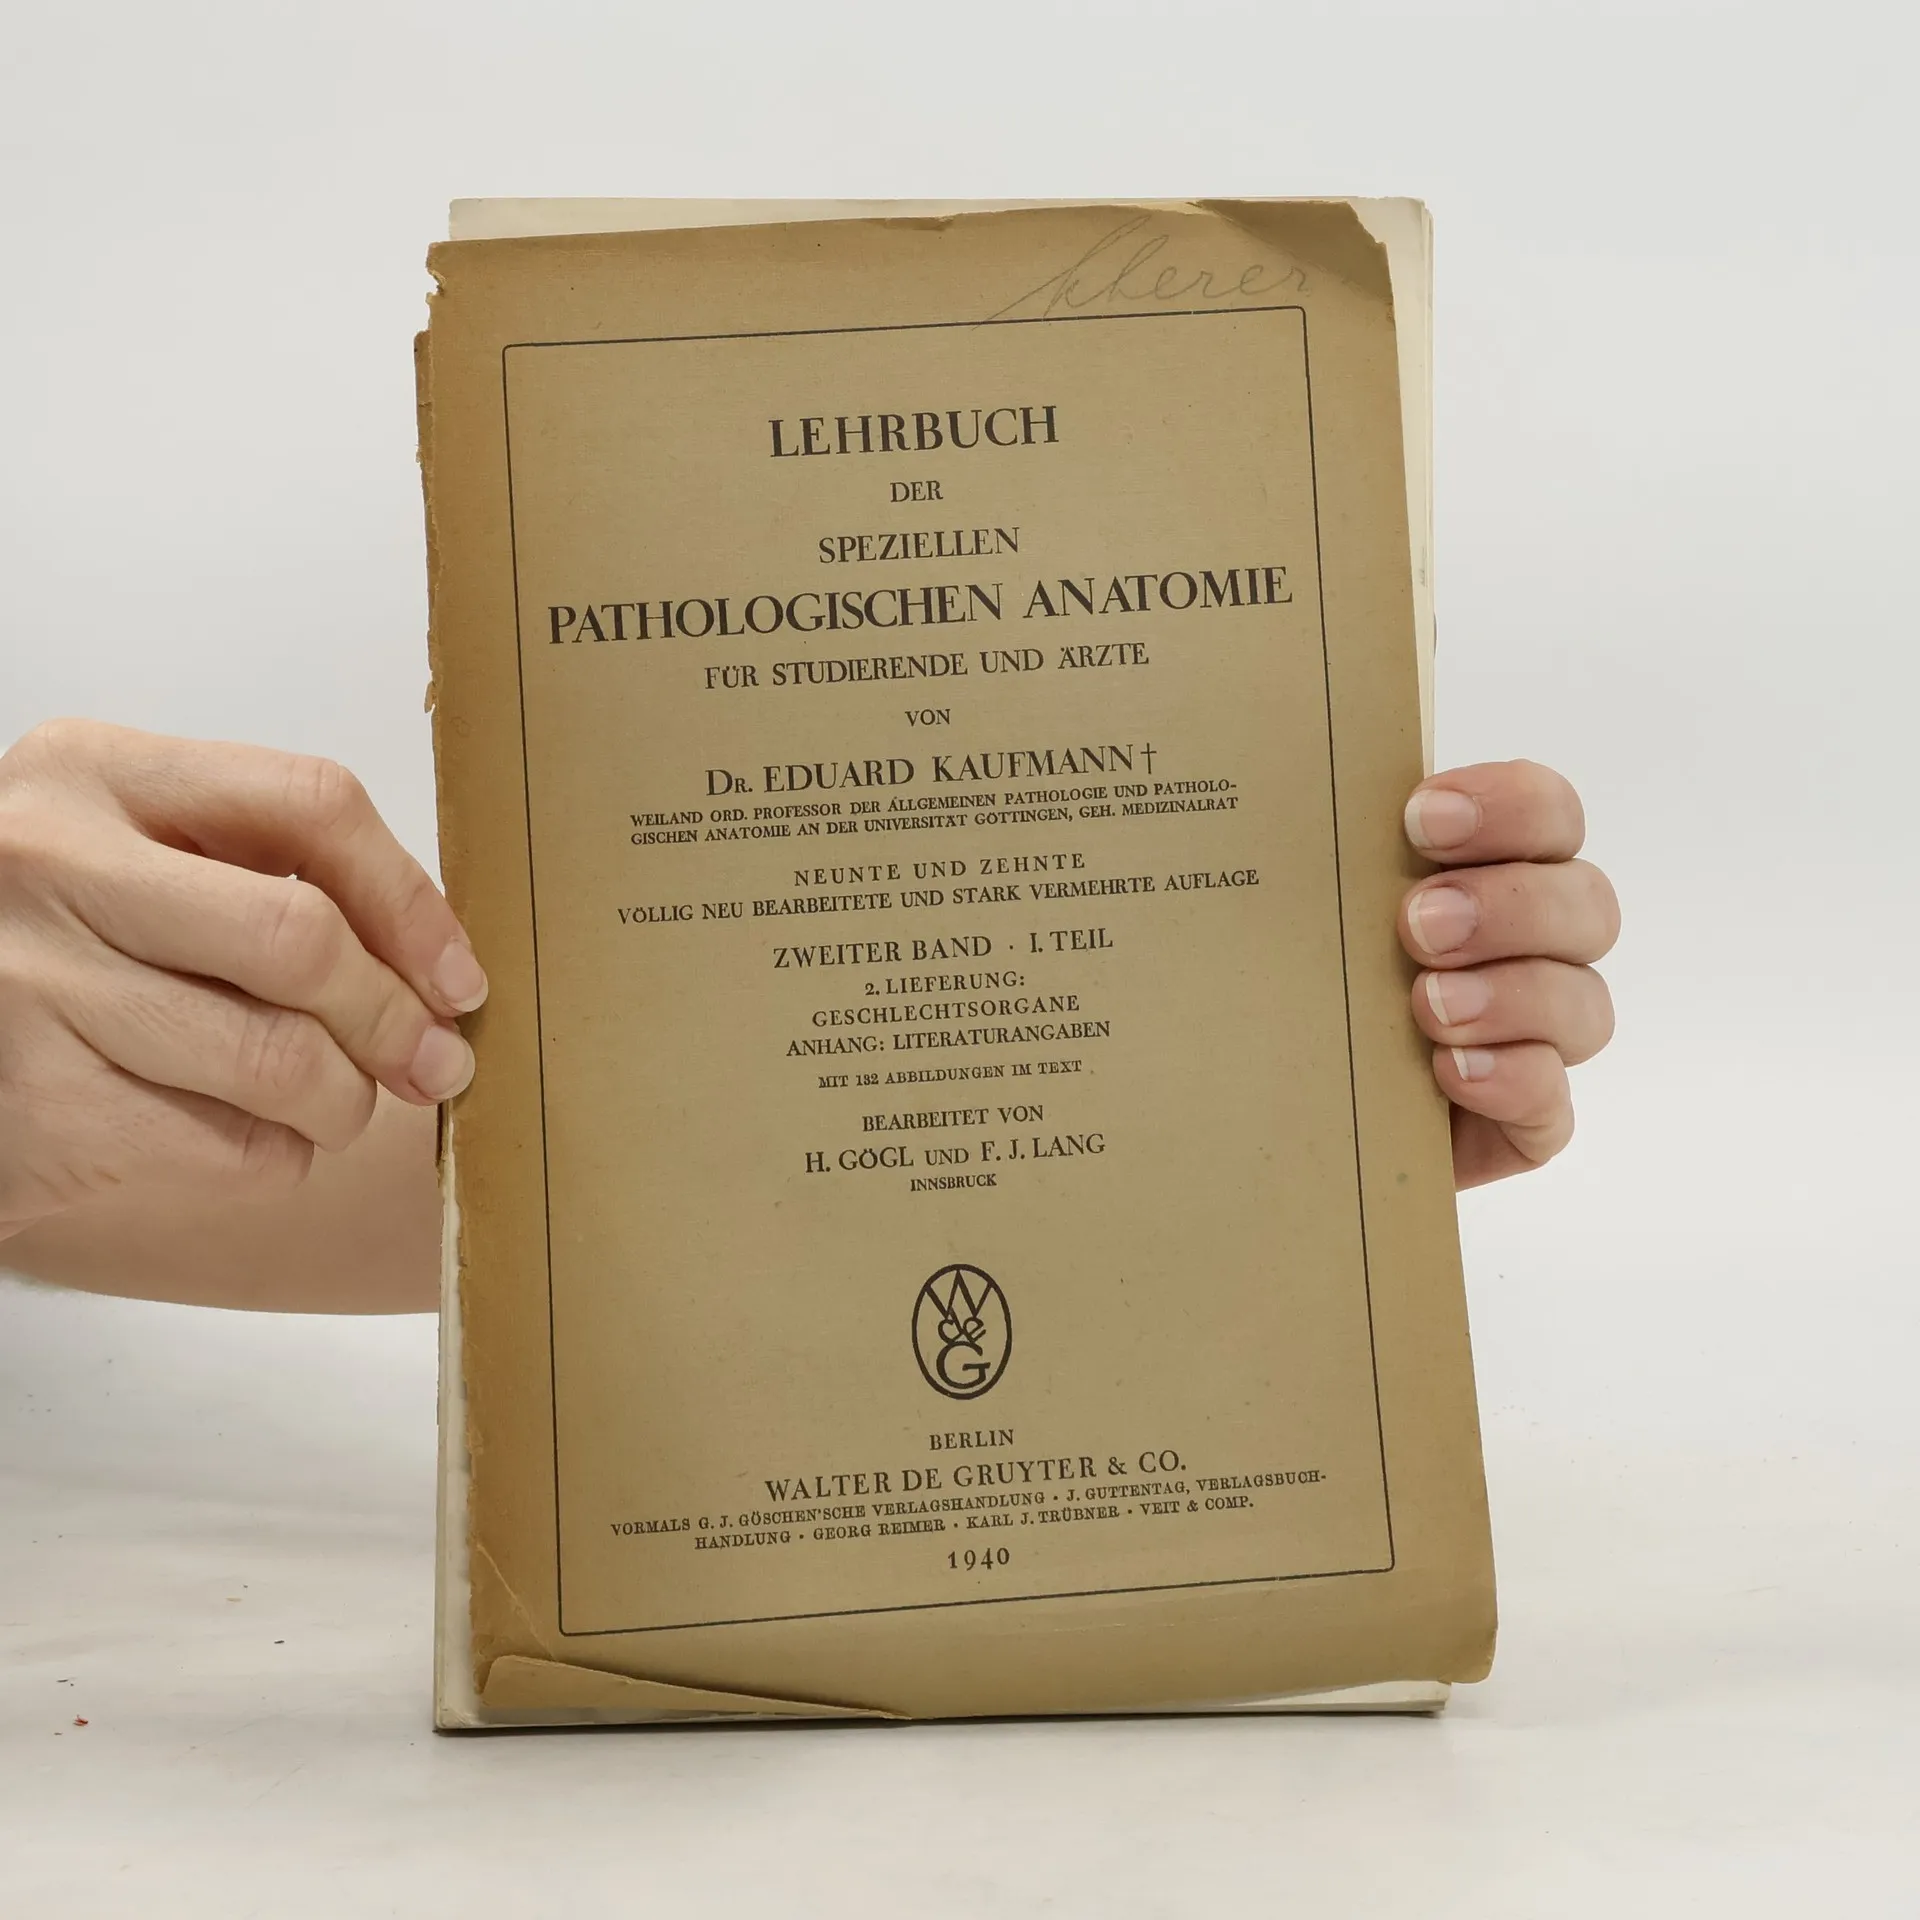 LEHRBUCH
DER
SPEZIELLEN
PATHOLOGISCHEN ANATOMIE
FÜR STUDIERENDE UND ÄRZTE
VON
DR. EDUARD KAUFMANN†
WEILAND ORD. PROFESSOR DER ALLGEMEINEN PATHOLOGIE UND PATHOLO-
GISCHEN ANATOMIE AN DER UNIVERSITÄT GÖTTINGEN, GEH. MEDIZINALRAT
NEUNTE UND ZEHNTE
VÖLLIG NEU BEARBEITETE UND STARK VERMEHRTE AUFLAGE
ZWEITER BAND · I. TEIL
2. LIEFERUNG:
GESCHLECHTSORGANE
ANHANG: LITERATURANGABEN
MIT 132 ABBILDUNGEN IM TEXT
BEARBEITET VON
H. GÖGL UND F. J. LANG
INNSBRUCK
W
de
G
BERLIN
WALTER DE GRUYTER & CO.
VORMALS G. J. GÖSCHEN'SCHE VERLAGSHANDLUNG · J. GUTTENTAG, VERLAGSBUCH-
HANDLUNG · GEORG REIMER · KARL J. TRÜBNER · VEIT & COMP.
1940